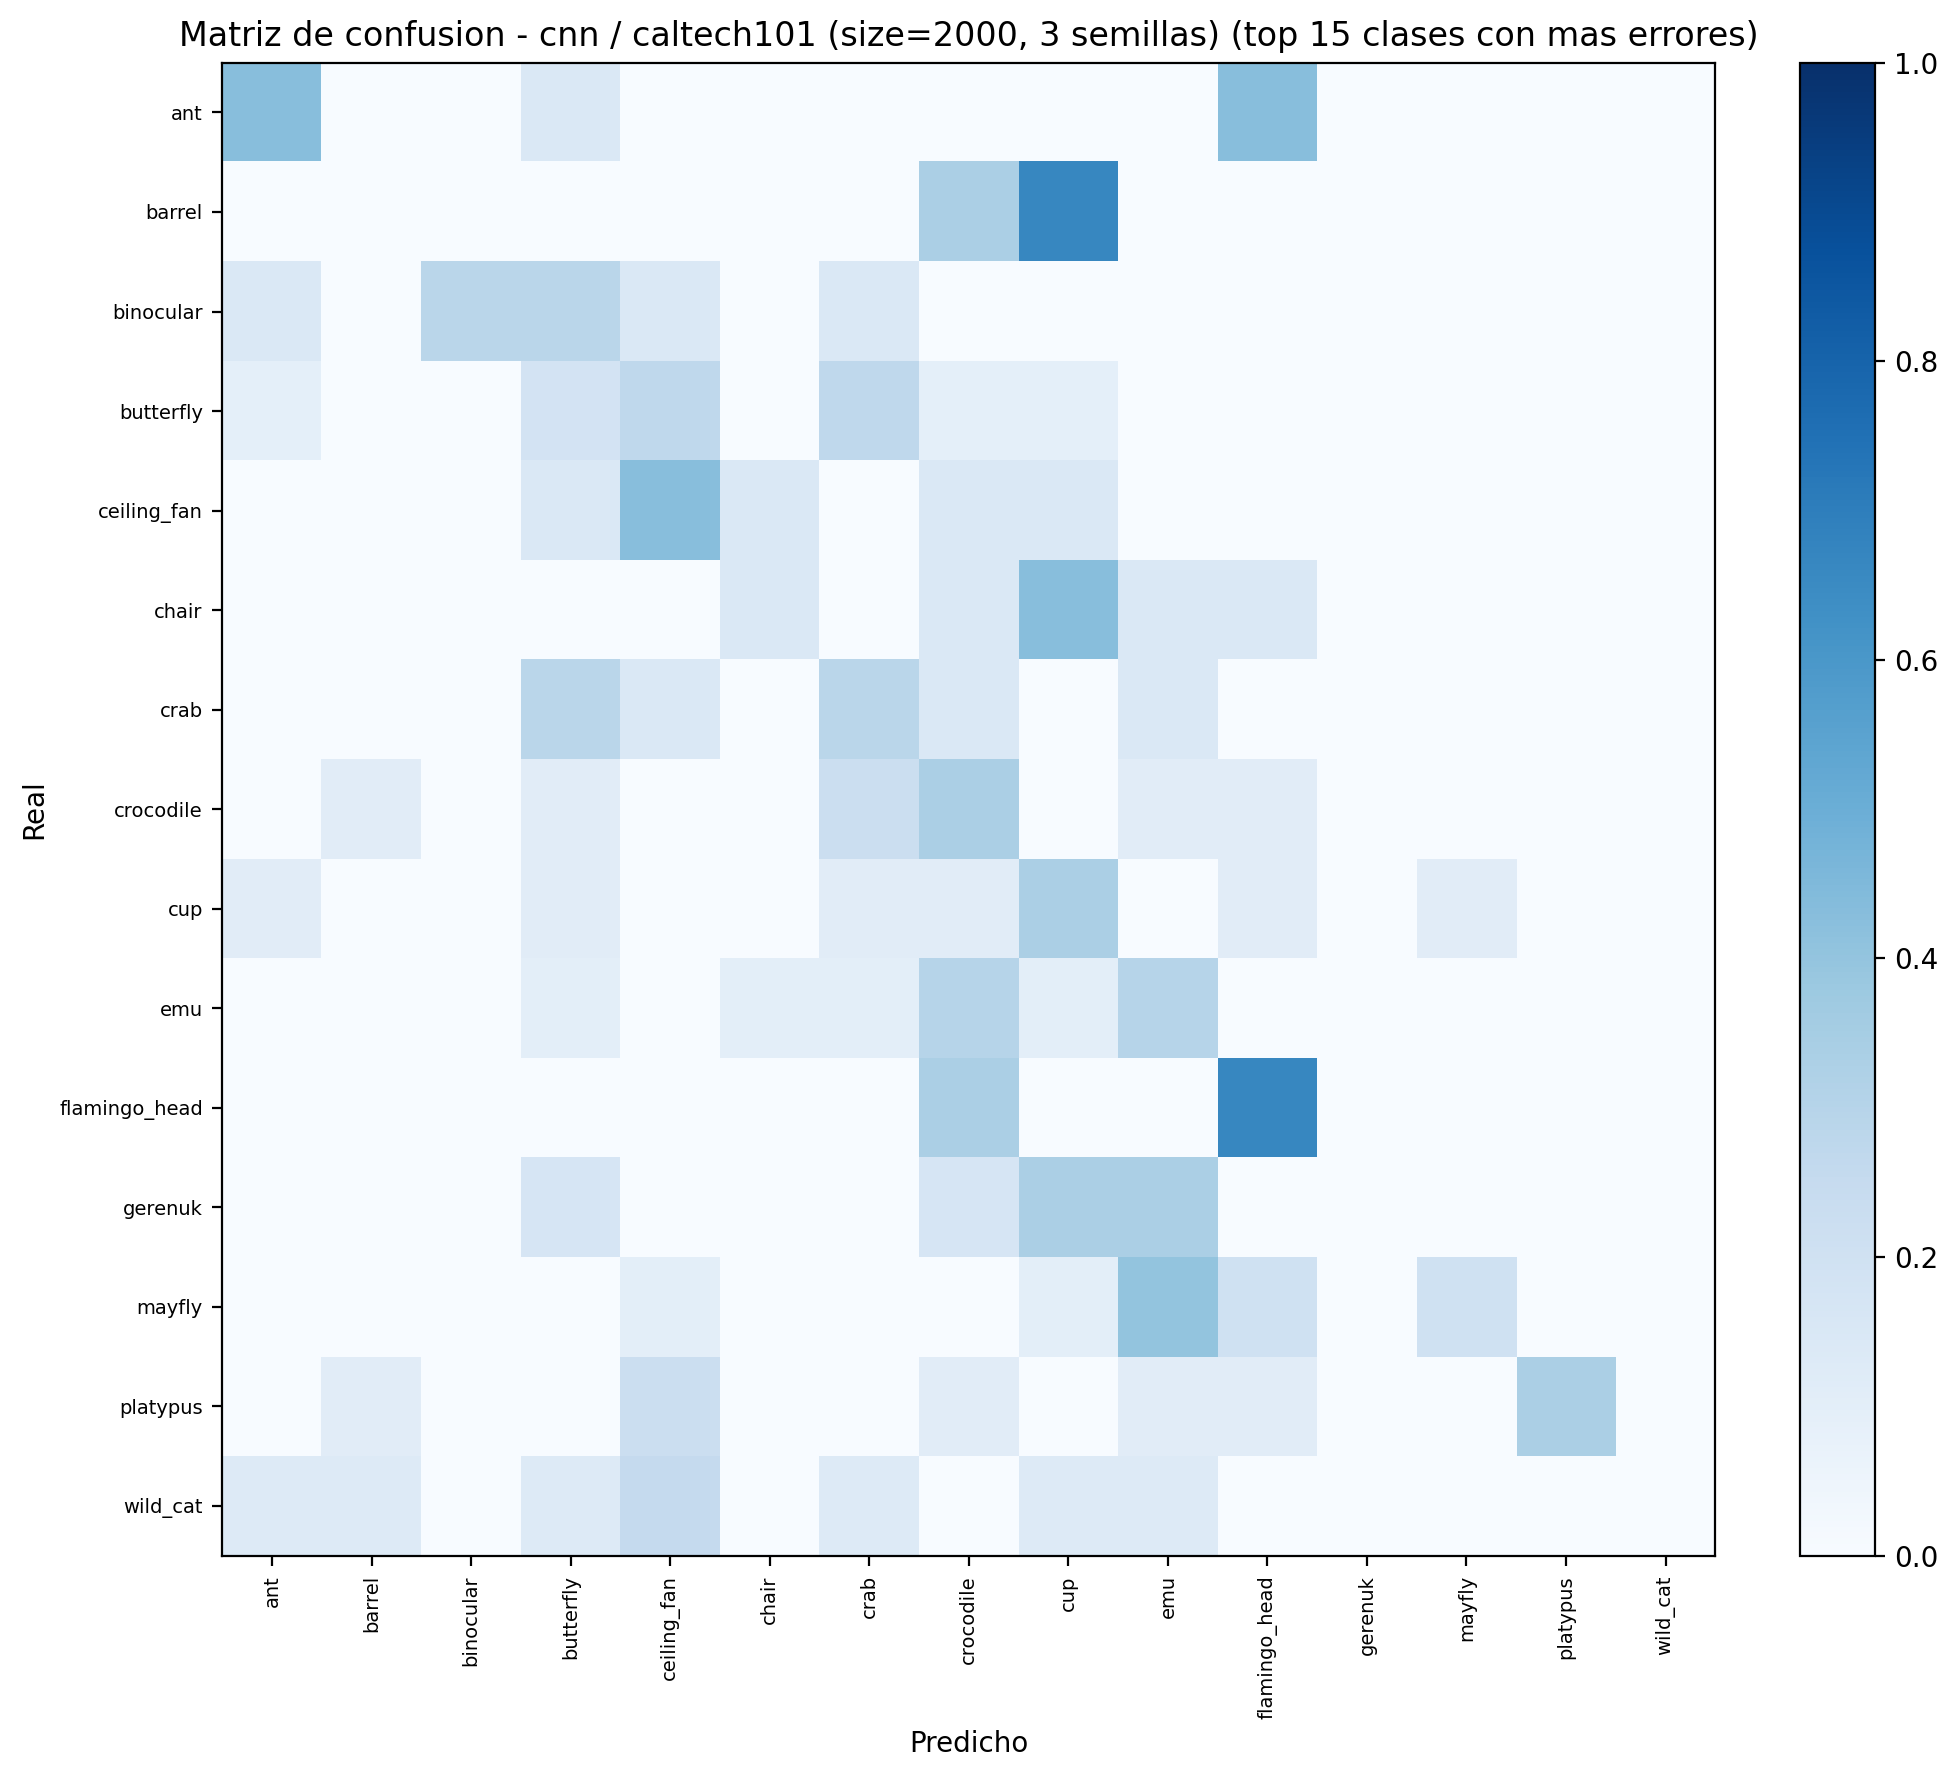 Matriz de confusion - cnn / caltech101 (size=2000, 3 semillas) (top 15 clases con mas errores)
ant
barrel
binocular
butterfly
ceiling_fan
chair
crab
crocodile
cup
emu
flamingo_head
gerenuk
mayfly
platypus
wild_cat
Real
ant
barrel
binocular
butterfly
ceiling_fan
chair
crab
crocodile
cup
emu
flamingo_head
gerenuk
mayfly
platypus
wild_cat
Predicho
1.0
0.8
0.6
0.4
0.2
0.0